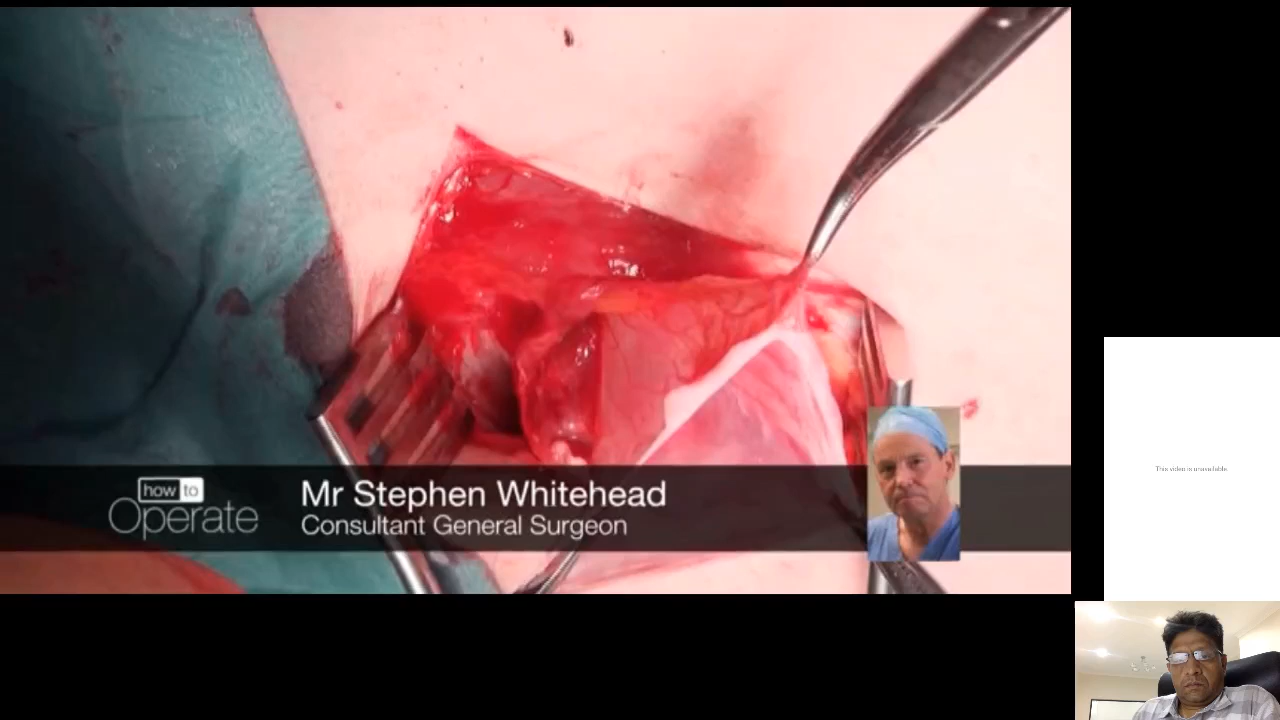 how to
Operate
Mr Stephen Whitehead
Consultant General Surgeon
This video is unavailable